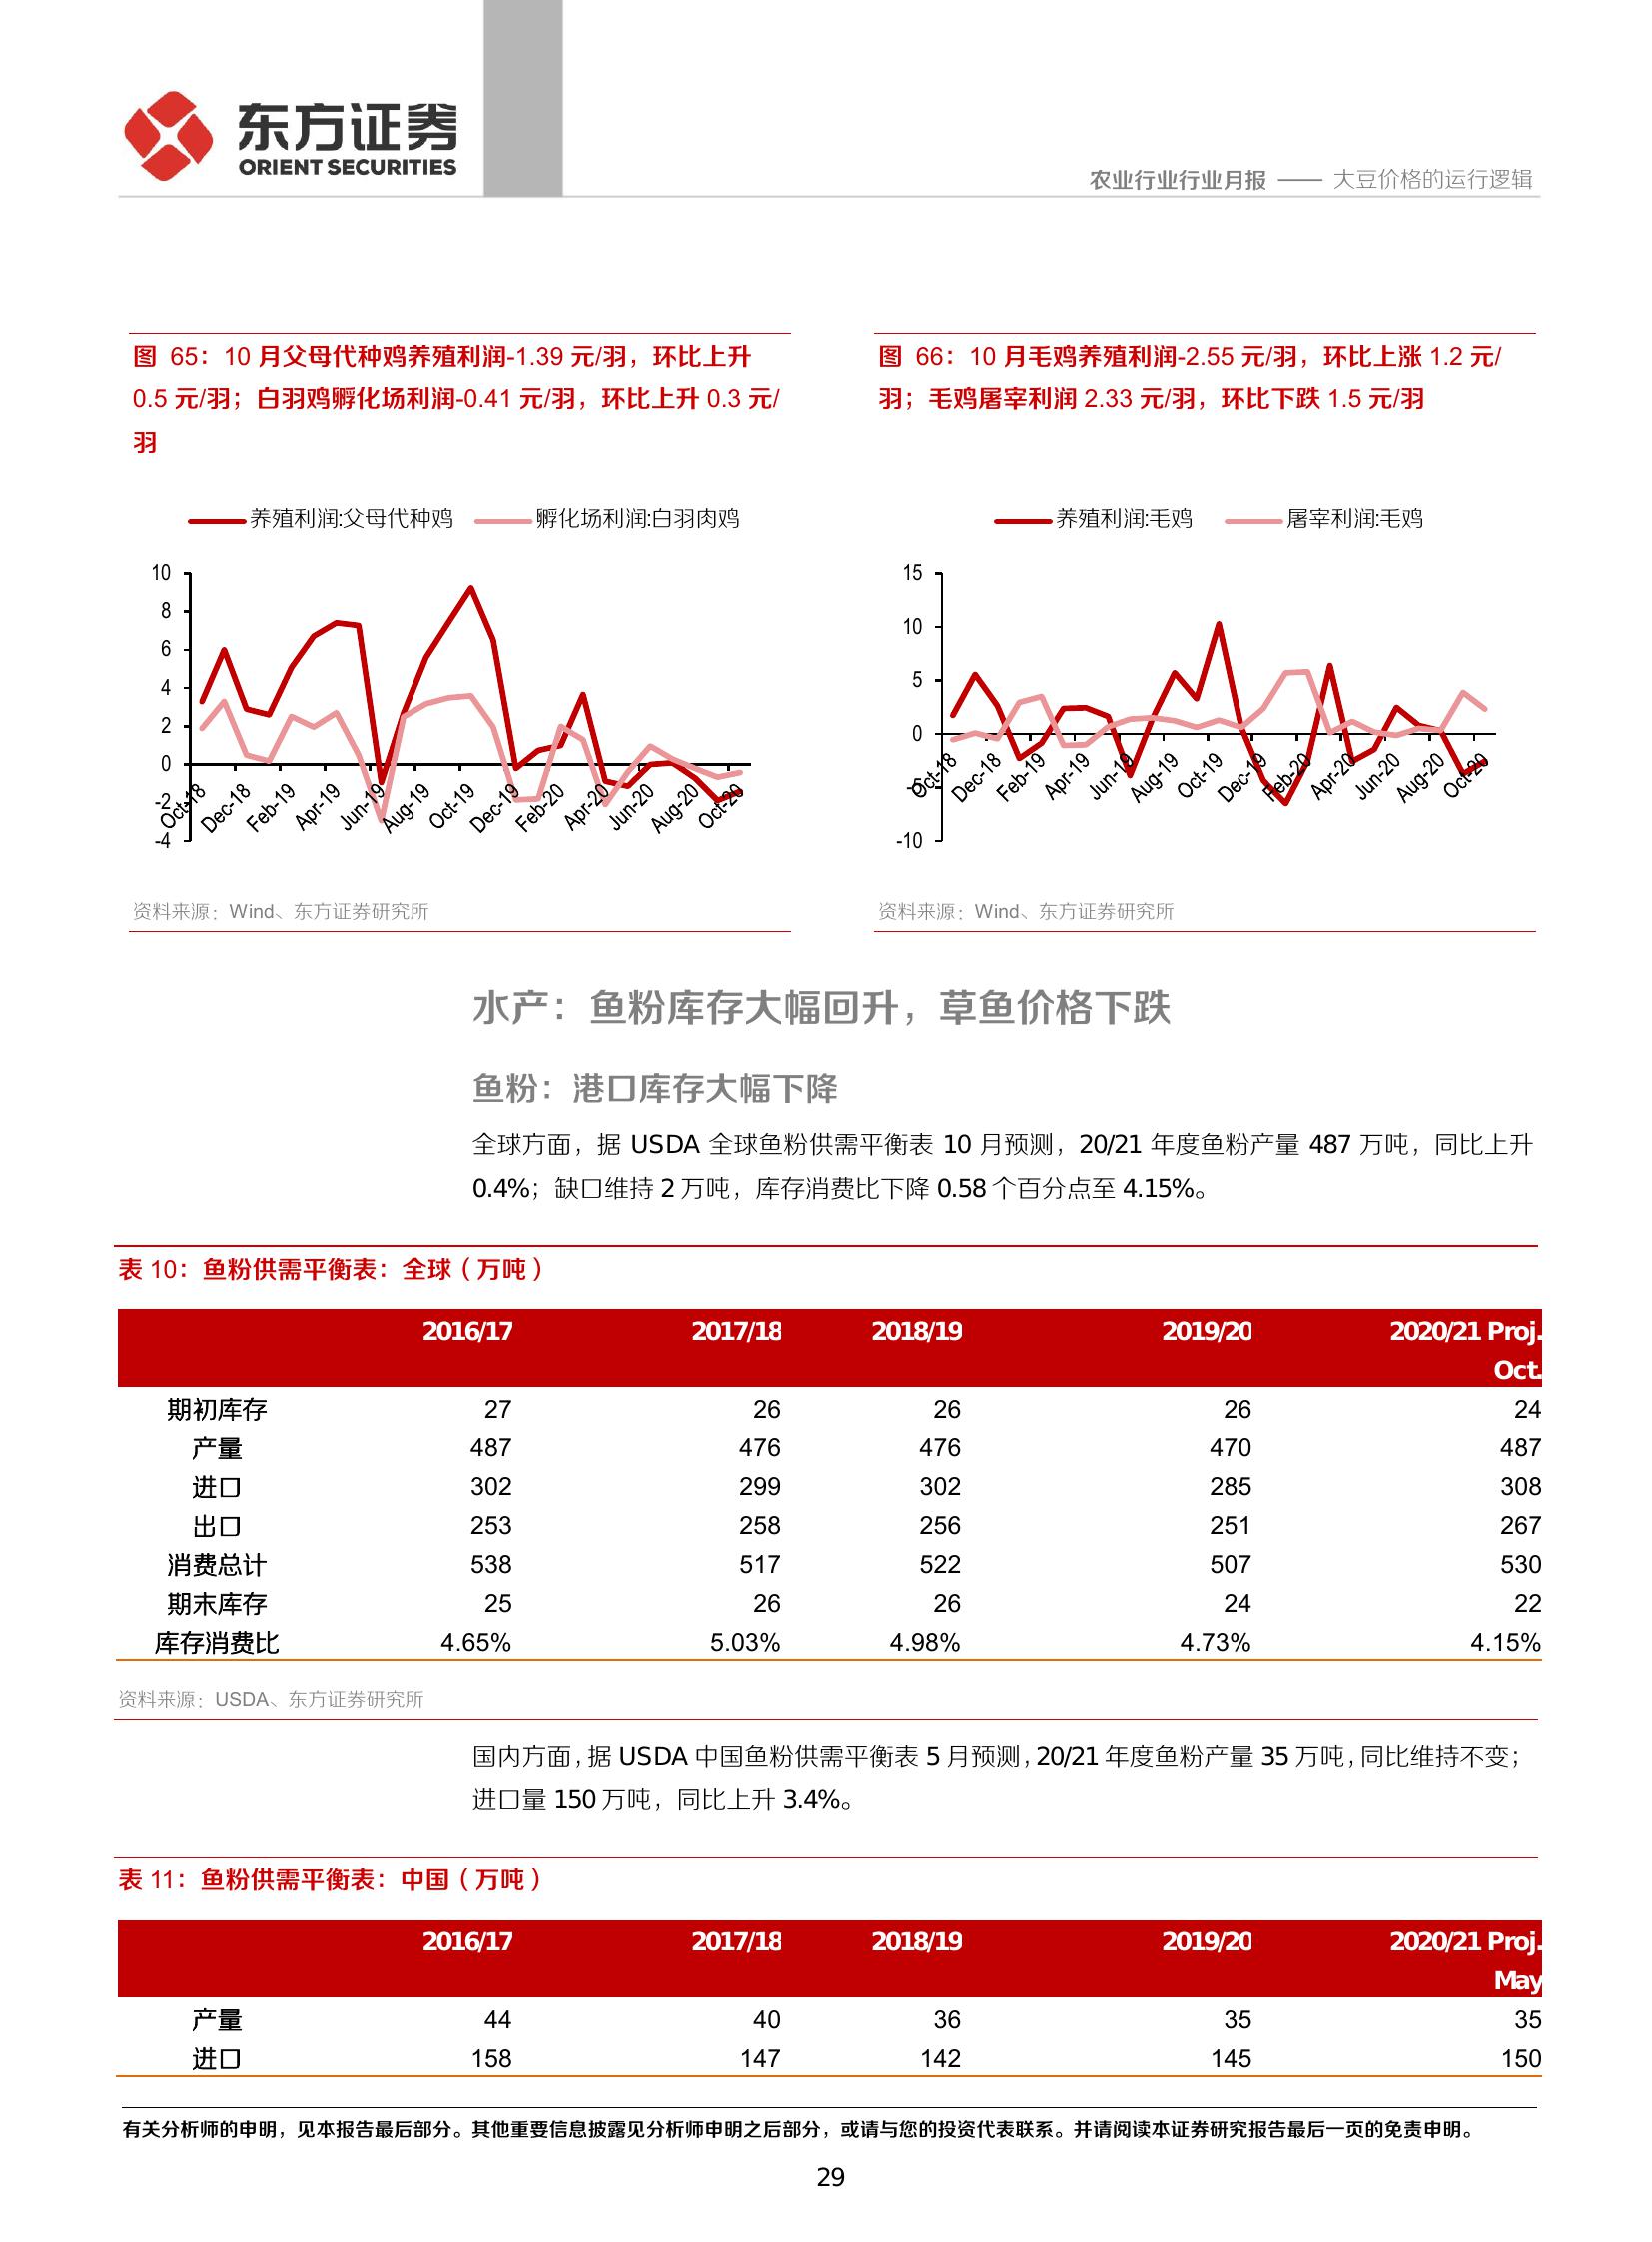 东方证券
ORIENT SECURITIES
农业行业行业月报 —— 大豆价格的运行逻辑
图 65：10 月父母代种鸡养殖利润-1.39 元/羽，环比上升
0.5 元/羽；白羽鸡孵化场利润-0.41 元/羽，环比上升 0.3 元/
羽
养殖利润:父母代种鸡 孵化场利润:白羽肉鸡
10
8
6
4
2
0
-2
-4
Oct-18 Dec-18 Feb-19 Apr-19 Jun-19 Aug-19 Oct-19 Dec-19 Feb-20 Apr-20 Jun-20 Aug-20 Oct-20
资料来源：Wind、东方证券研究所
图 66：10 月毛鸡养殖利润-2.55 元/羽，环比上涨 1.2 元/
羽；毛鸡屠宰利润 2.33 元/羽，环比下跌 1.5 元/羽
养殖利润:毛鸡 屠宰利润:毛鸡
15
10
5
0
-5
-10
Oct-18 Dec-18 Feb-19 Apr-19 Jun-19 Aug-19 Oct-19 Dec-19 Feb-20 Apr-20 Jun-20 Aug-20 Oct-20
资料来源：Wind、东方证券研究所
水产：鱼粉库存大幅回升，草鱼价格下跌
鱼粉：港口库存大幅下降
全球方面，据 USDA 全球鱼粉供需平衡表 10 月预测，20/21 年度鱼粉产量 487 万吨，同比上升
0.4%；缺口维持 2 万吨，库存消费比下降 0.58 个百分点至 4.15%。
表 10：鱼粉供需平衡表：全球（万吨）
2016/17 2017/18 2018/19 2019/20 2020/21 Proj.
Oct.
期初库存 27 26 26 26 24
产量 487 476 476 470 487
进口 302 299 302 285 308
出口 253 258 256 251 267
消费总计 538 517 522 507 530
期末库存 25 26 26 24 22
库存消费比 4.65% 5.03% 4.98% 4.73% 4.15%
资料来源：USDA、东方证券研究所
国内方面，据 USDA 中国鱼粉供需平衡表 5 月预测，20/21 年度鱼粉产量 35 万吨，同比维持不变；
进口量 150 万吨，同比上升 3.4%。
表 11：鱼粉供需平衡表：中国（万吨）
2016/17 2017/18 2018/19 2019/20 2020/21 Proj.
May
产量 44 40 36 35 35
进口 158 147 142 145 150
有关分析师的申明，见本报告最后部分。其他重要信息披露见分析师申明之后部分，或请与您的投资代表联系。并请阅读本证券研究报告最后一页的免责申明。
29